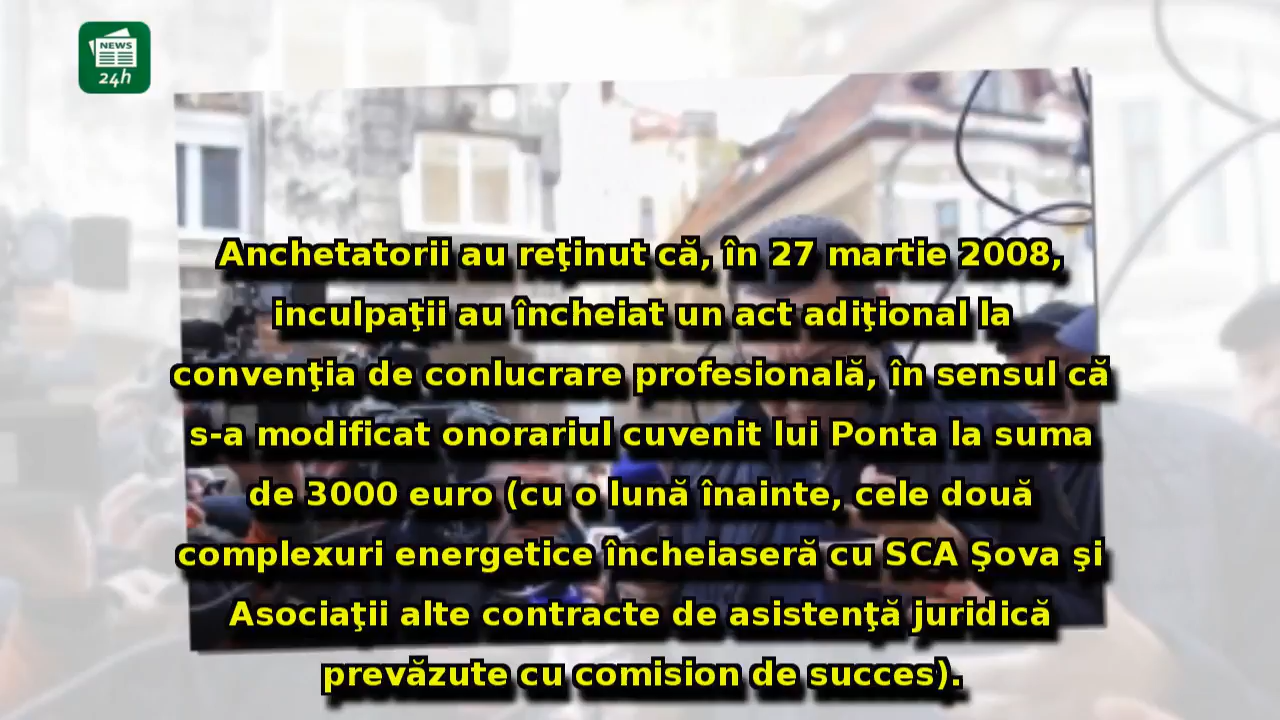 NEWS
24h
Anchetatorii au reţinut că, în 27 martie 2008,
inculpaţii au încheiat un act adiţional la
convenţia de conlucrare profesională, în sensul că
s-a modificat onorariul cuvenit lui Ponta la suma
de 3000 euro (cu o lună înainte, cele două
complexuri energetice încheiaseră cu SCA Şova şi
Asociaţii alte contracte de asistenţă juridică
prevăzute cu comision de succes).